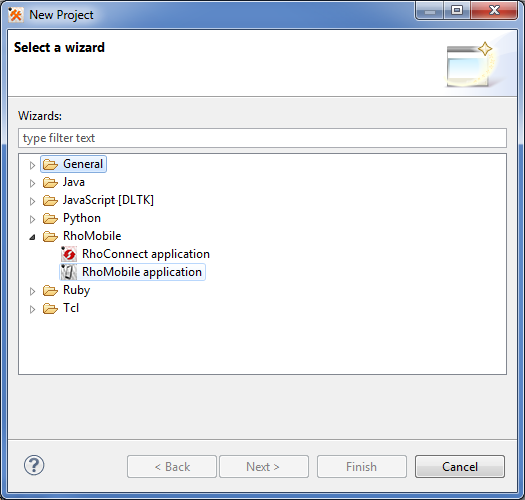 New Project
Select a wizard
Wizards:
type filter text
General
Java
JavaScript [DLTK]
Python
RhoMobile
RhoConnect application
RhoMobile application
Ruby
Tcl
?
< Back Next > Finish Cancel